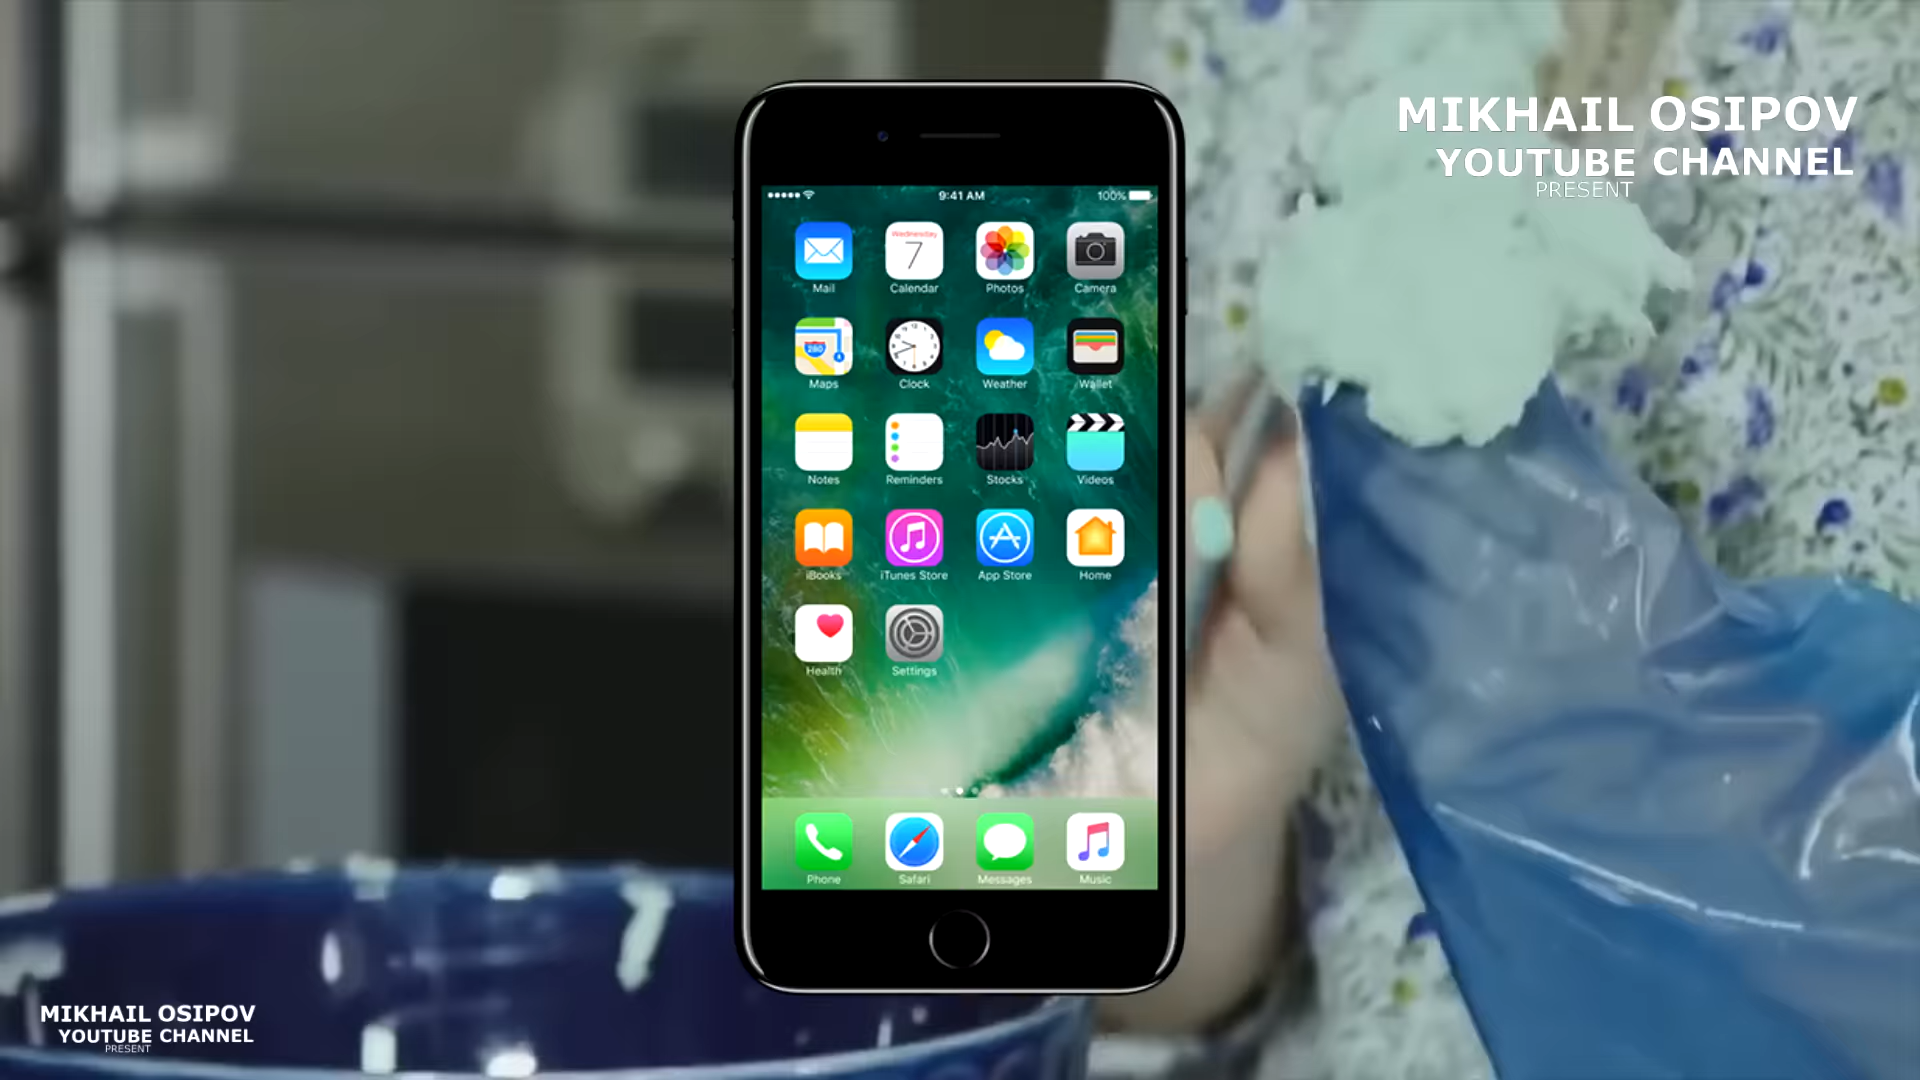 MIKHAIL OSIPOV
YOUTUBE CHANNEL
PRESENT
9:41 AM
100%
Wednesday
7
Mail
Calendar
Photos
Camera
280
Maps
Clock
Weather
Wallet
Notes
Reminders
Stocks
Videos
iBooks
iTunes Store
App Store
Home
Health
Settings
Phone
Safari
Messages
Music
MIKHAIL OSIPOV
YOUTUBE CHANNEL
PRESENT